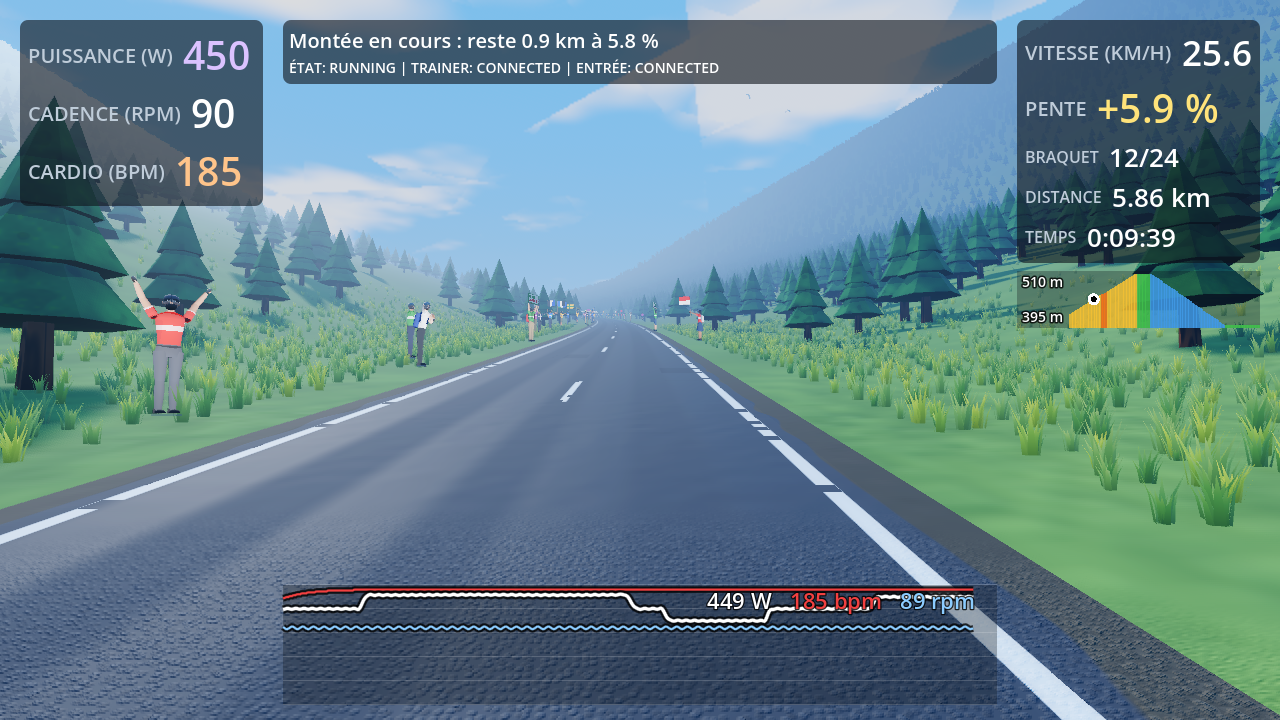 PUISSANCE (W) 450
CADENCE (RPM) 90
CARDIO (BPM) 185
Montée en cours : reste 0.9 km à 5.8 %
ÉTAT: RUNNING | TRAINER: CONNECTED | ENTRÉE: CONNECTED
VITESSE (KM/H) 25.6
PENTE +5.9 %
BRAQUET 12/24
DISTANCE 5.86 km
TEMPS 0:09:39
510 m
395 m
449 W 185 bpm 89 rpm